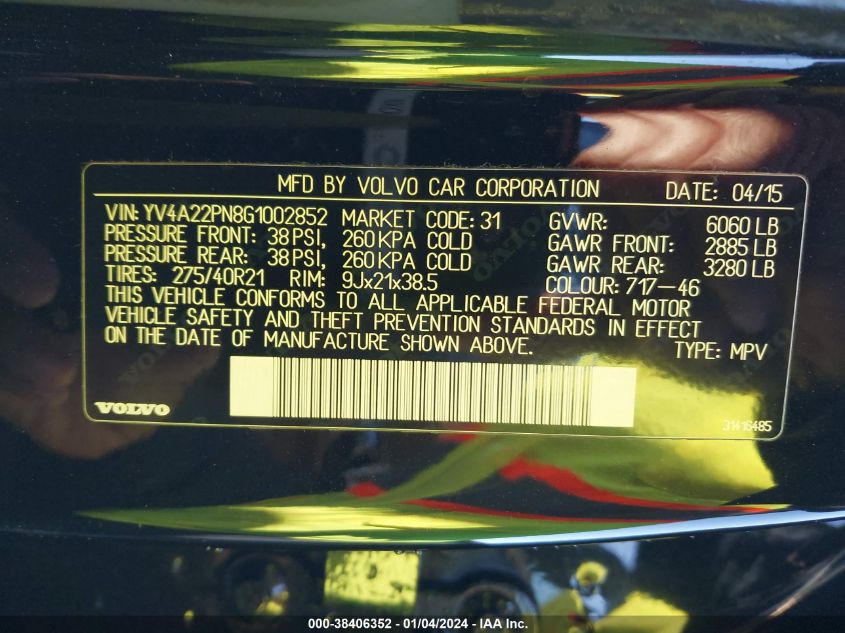 MFD BY VOLVO CAR CORPORATION DATE: 04/15
VIN: YV4A22PN8G1002852 MARKET CODE: 31 GVWR: 6060 LB
PRESSURE FRONT: 38 PSI, 260 KPA COLD GAWR FRONT: 2885 LB
PRESSURE REAR: 38 PSI, 260 KPA COLD GAWR REAR: 3280 LB
TIRES: 275/40R21 RIM: 9Jx21x38.5 COLOUR: 717-46
THIS VEHICLE CONFORMS TO ALL APPLICABLE FEDERAL MOTOR
VEHICLE SAFETY AND THEFT PREVENTION STANDARDS IN EFFECT
ON THE DATE OF MANUFACTURE SHOWN ABOVE. TYPE: MPV
VOLVO 31416485
000-38406352 - 01/04/2024 - IAA Inc.